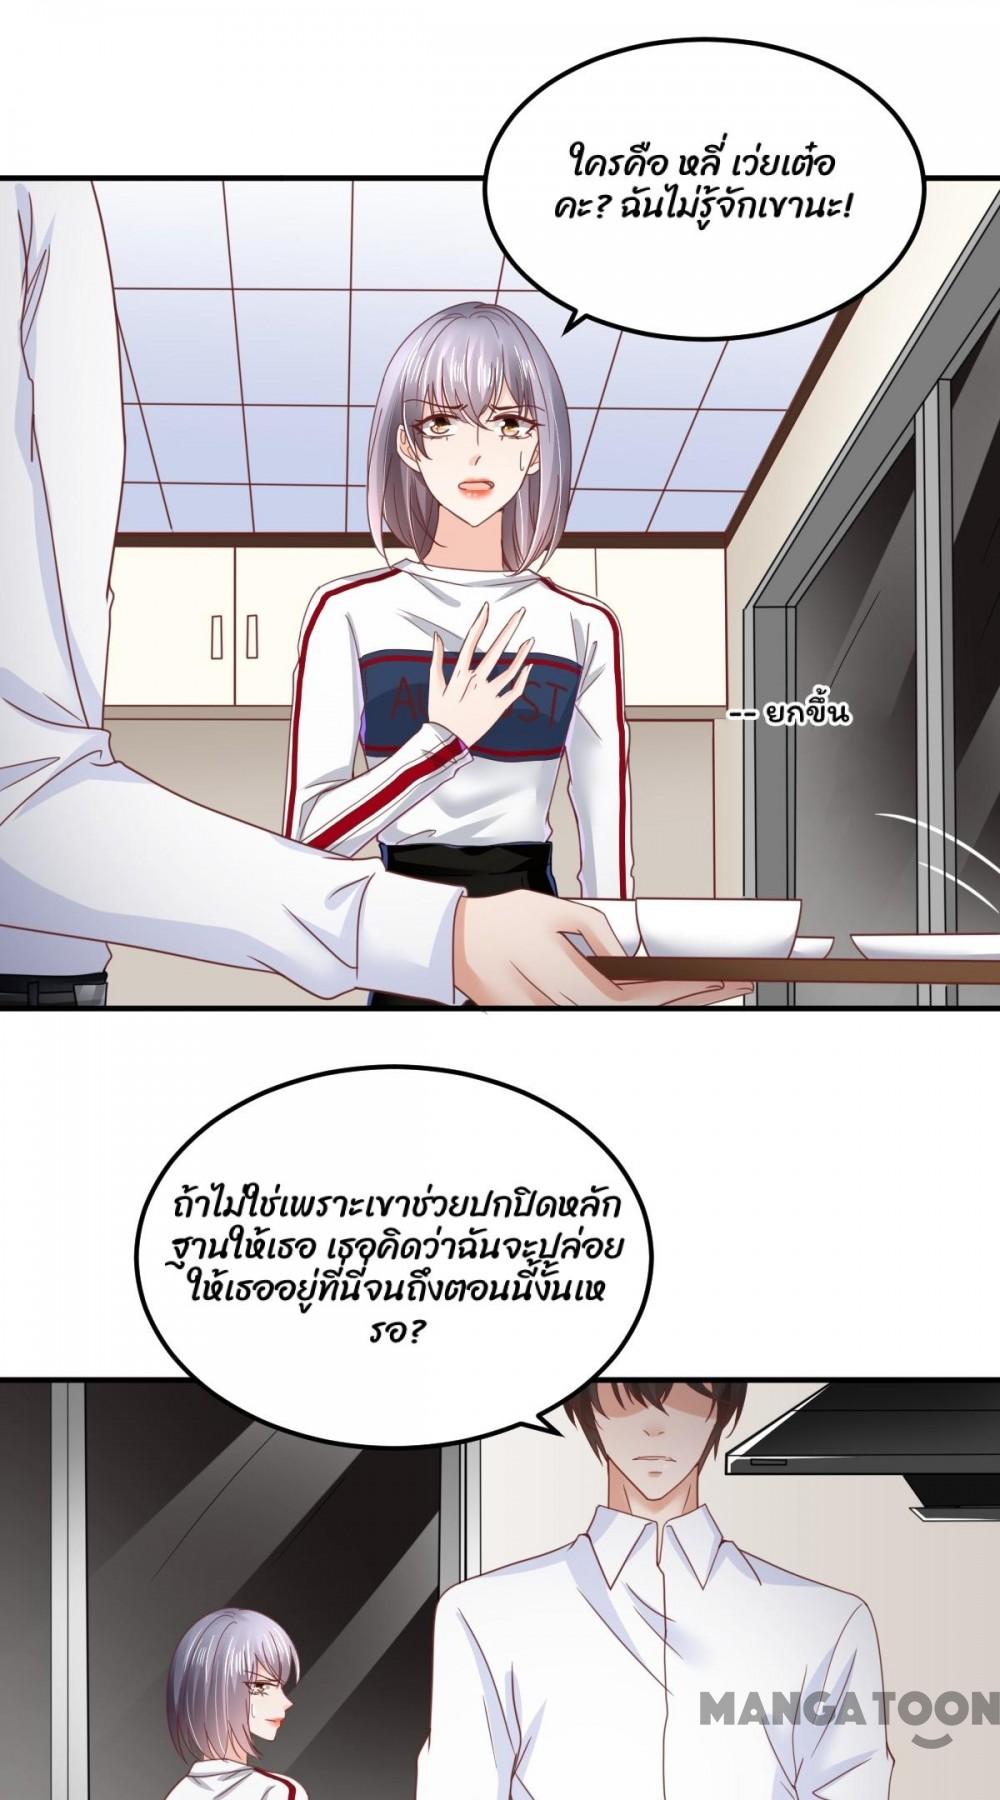 ใครคือ หลี่ เว่ยเต๋อ
คะ? ฉันไม่รู้จักเขานะ!
AUGUST
-- ยกขึ้น
ถ้าไม่ใช่เพราะเขาช่วยปกปิดหลัก
ฐานให้เธอ เธอคิดว่าฉันจะปล่อย
ให้เธออยู่ที่นี่จนถึงตอนนี้งั้นเห
รอ?
MANGATOON